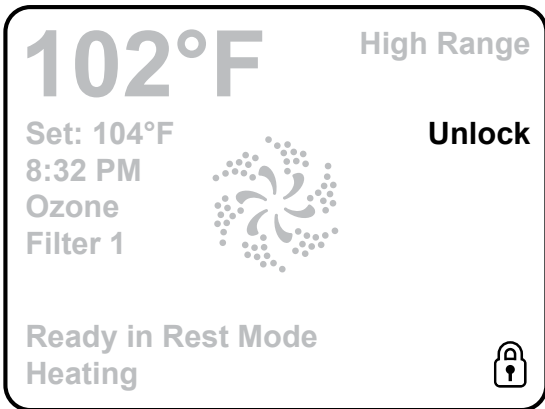 102°F
High Range
Set: 104°F
Unlock
8:32 PM
Ozone
Filter 1
Ready in Rest Mode
Heating